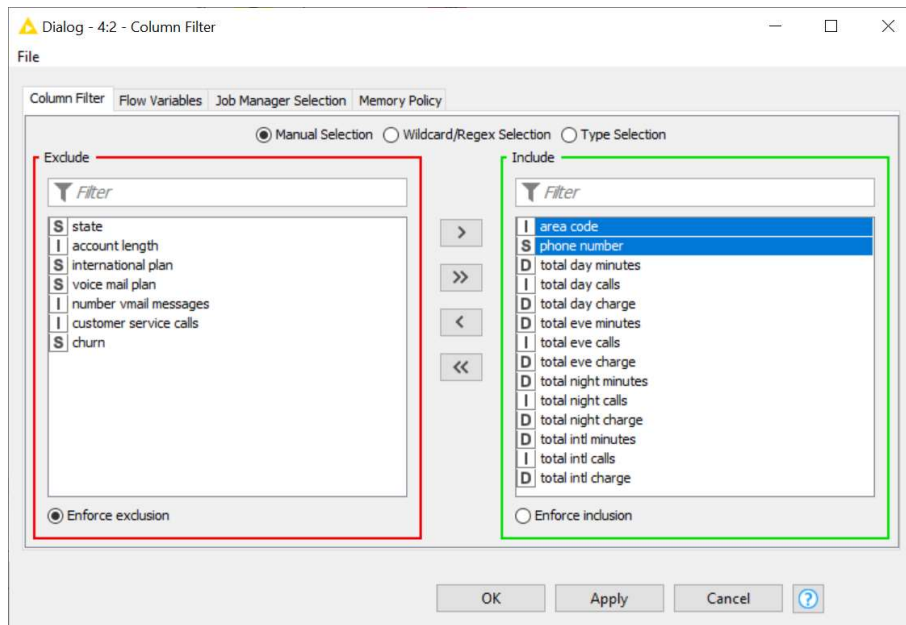 Dialog - 4:2 - Column Filter
File
Column Filter Flow Variables Job Manager Selection Memory Policy
Manual Selection Wildcard/Regex Selection Type Selection
Exclude
Filter
S state
I account length
S international plan
S voice mail plan
I number vmail messages
I customer service calls
S churn
Enforce exclusion
>
>>
<
<<
Include
Filter
I area code
S phone number
D total day minutes
I total day calls
D total day charge
D total eve minutes
I total eve calls
D total eve charge
D total night minutes
I total night calls
D total night charge
D total intl minutes
I total intl calls
D total intl charge
Enforce inclusion
OK Apply Cancel ?